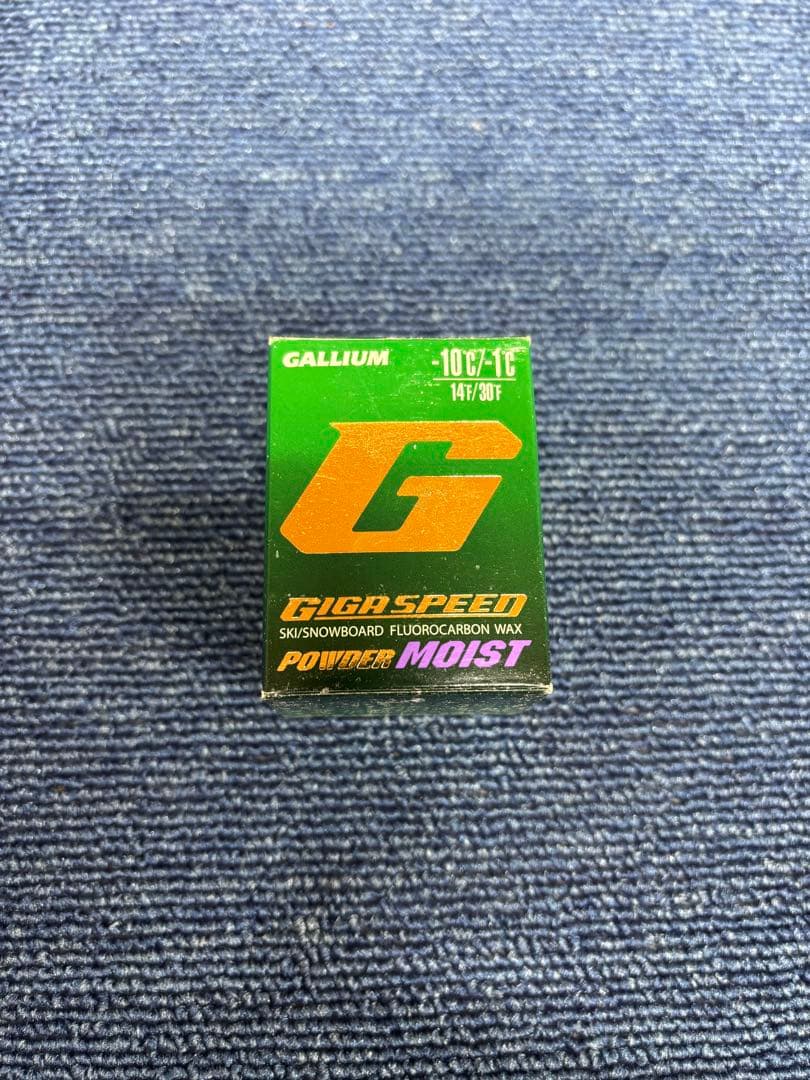 GALLIUM
-10℃/-1℃
14℉/30℉
G
GIGA SPEED
SKI/SNOWBOARD FLUOROCARBON WAX
POWDER MOIST